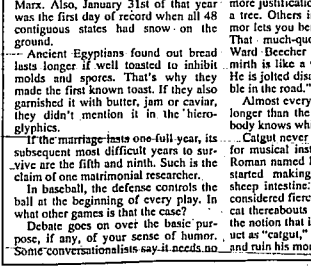 Marx. Also, January 31st of that year
was the first day of record when all 48
contiguous states had snow on the
ground.
Ancient Egyptians found out bread
lasts longer if well toasted to inhibit
molds and spores. That's why they
made the first known toast. If they also
garnished it with butter, jam or caviar,
they didn't mention it in the hiero-
glyphics.
If the marriage lasts one full year, its
subsequent most difficult years to sur-
vive are the fifth and ninth. Such is the
claim of one matrimonial researcher.
In baseball, the defense controls the
ball at the beginning of every play. In
what other games is that the case?
Debate goes on over the basic pur-
pose, if any, of your sense of humor.
Some conversationalists say it needs no
more justification
a tree. Others i
mor lets you be
That much-quo
Ward Beecher
mirth is like a
He is jolted disa
ble in the road."
Almost every
longer than the
body knows wh
Catgut never
for musical inst
Roman named
started making
sheep intestine.
considered fierc
cat thereabouts
the notion that i
uct as "catgut,"
and ruin his mo